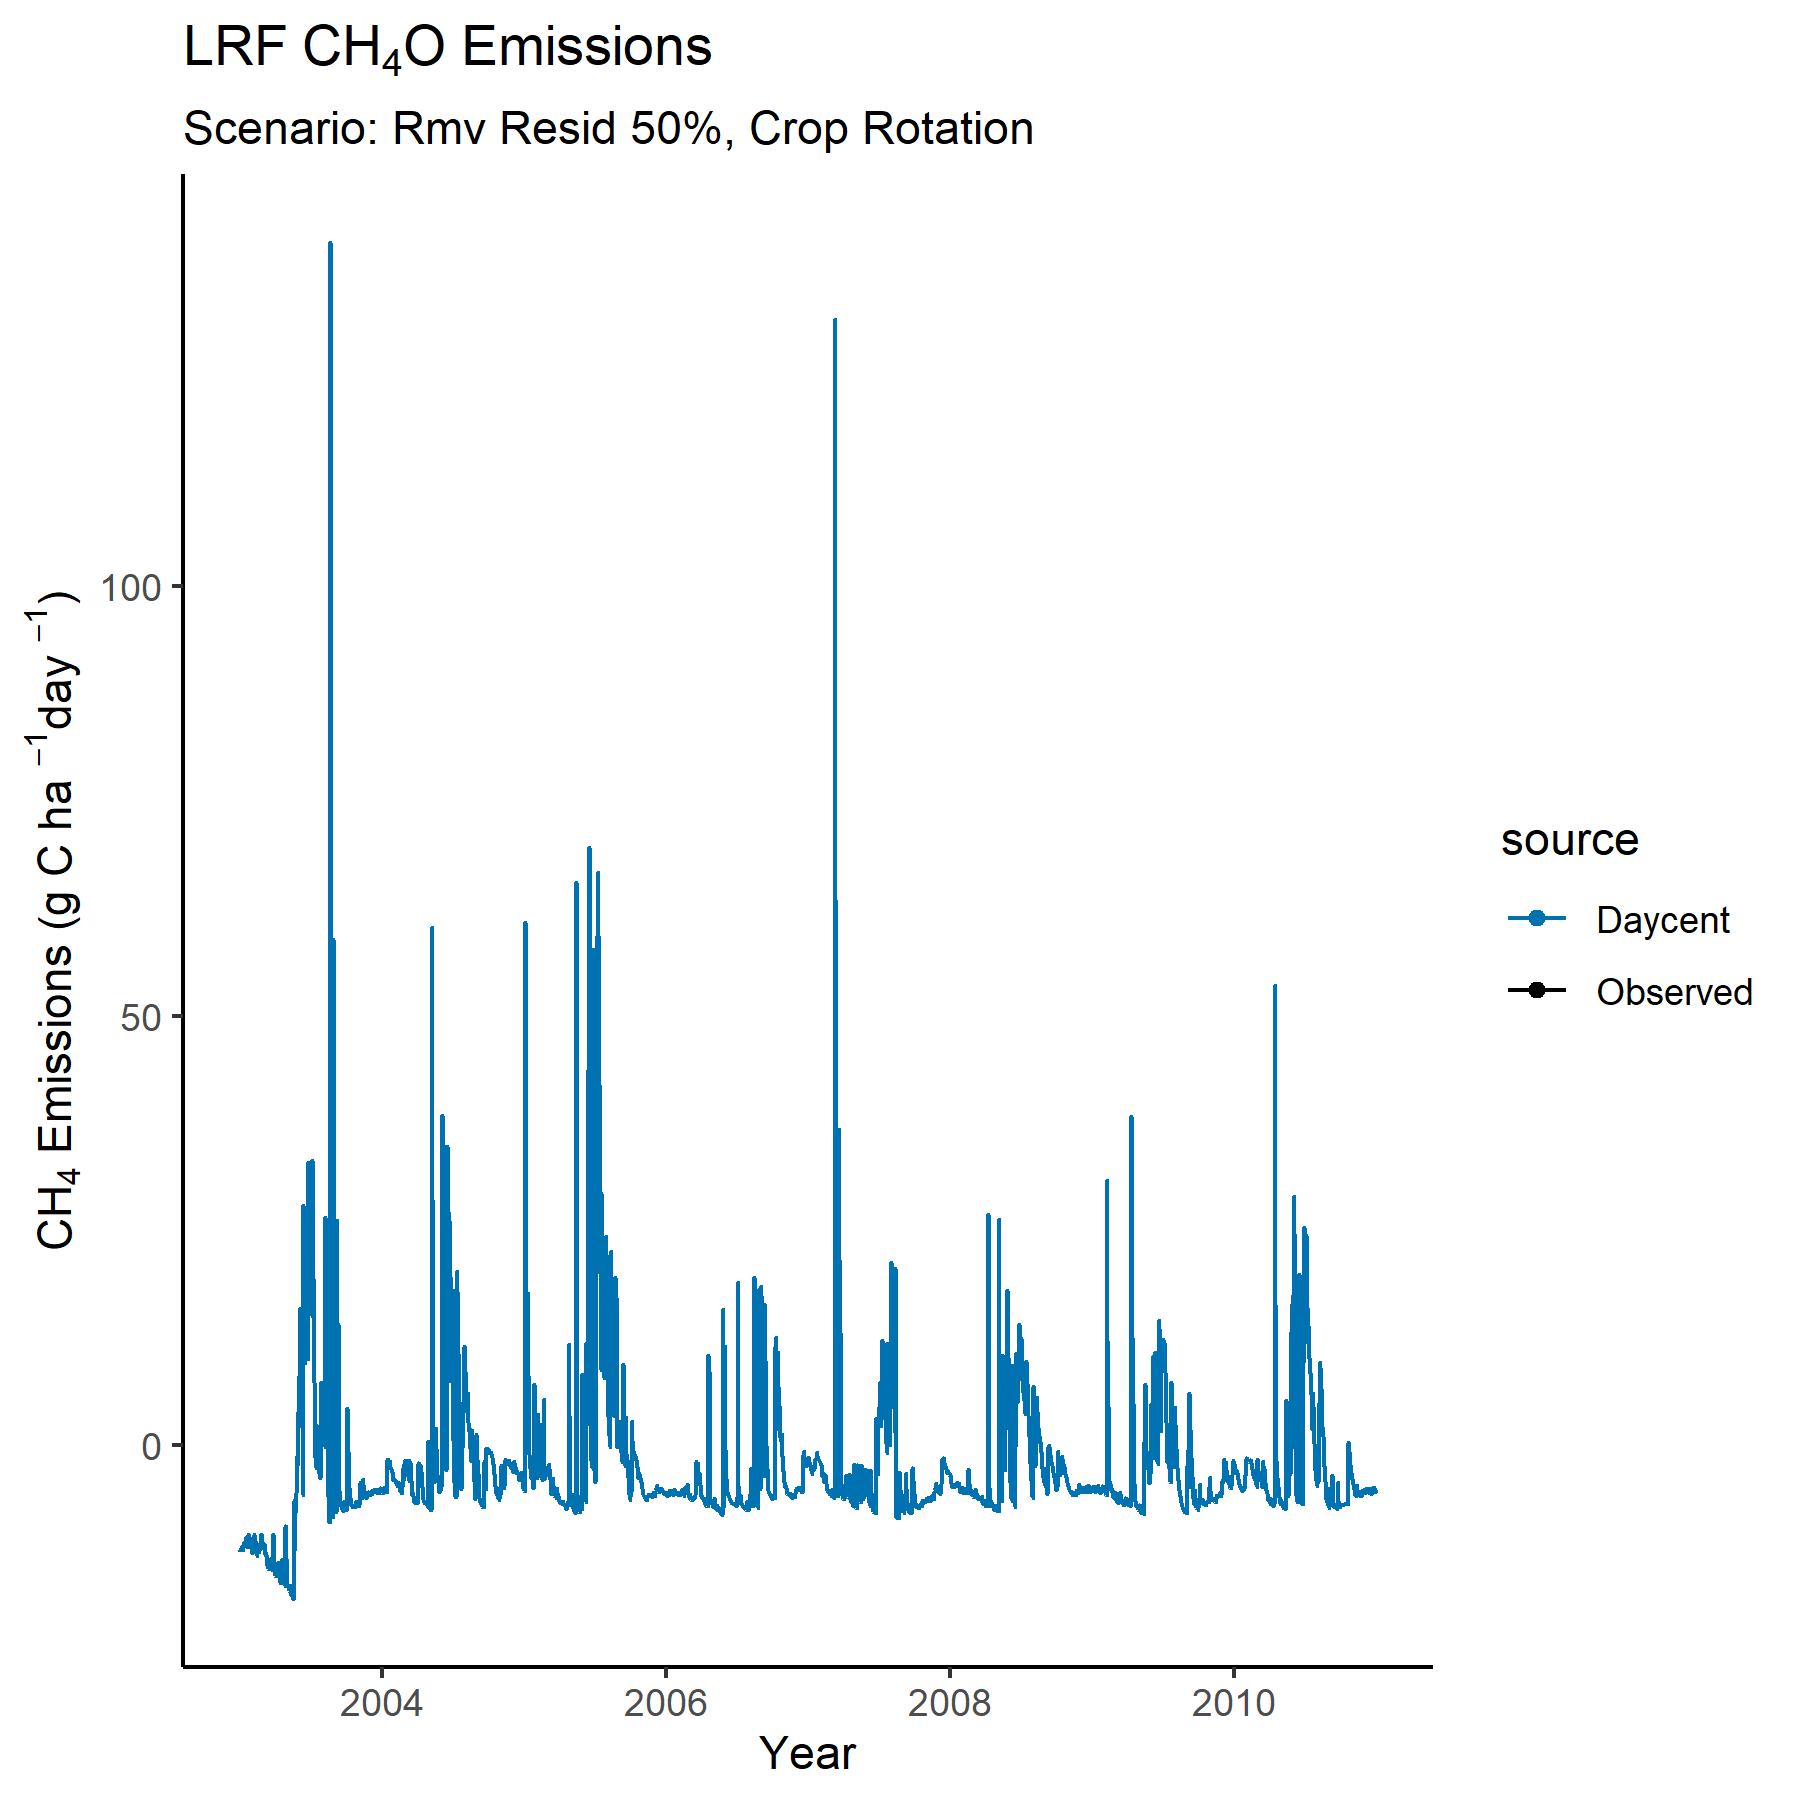 LRF CH₄O Emissions
Scenario: Rmv Resid 50%, Crop Rotation
CH₄ Emissions (g C ha ⁻¹day ⁻¹)
100
50
0
2004 2006 2008 2010
Year
source
Daycent
Observed